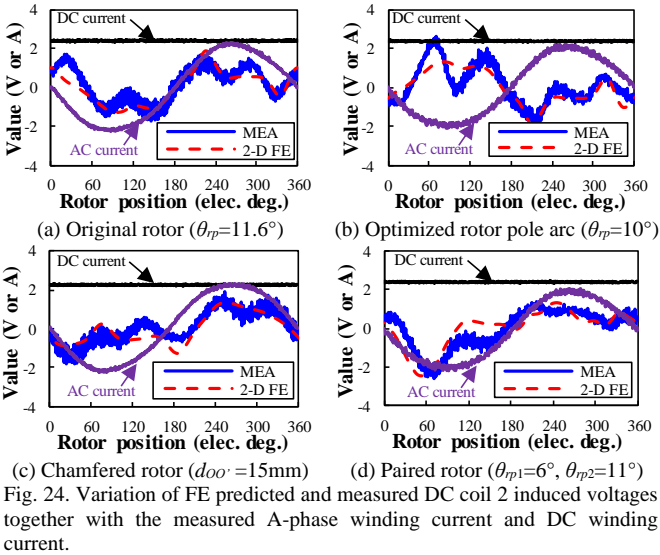 DC current
Value (V or A)
4
2
0
-2
-4
AC current
MEA
2-D FE
0 60 120 180 240 300 360
Rotor position (elec. deg.)
(a) Original rotor (θrp=11.6°)
DC current
Value (V or A)
4
2
0
-2
-4
AC current
MEA
2-D FE
0 60 120 180 240 300 360
Rotor position (elec. deg.)
(b) Optimized rotor pole arc (θrp=10°)
DC current
Value (V or A)
4
2
0
-2
-4
AC current
MEA
2-D FE
0 60 120 180 240 300 360
Rotor position (elec. deg.)
(c) Chamfered rotor (dOO' =15mm)
DC current
Value (V or A)
4
2
0
-2
-4
AC current
MEA
2-D FE
0 60 120 180 240 300 360
Rotor position (elec. deg.)
(d) Paired rotor (θrp1=6°, θrp2=11°)
Fig. 24. Variation of FE predicted and measured DC coil 2 induced voltages
together with the measured A-phase winding current and DC winding
current.